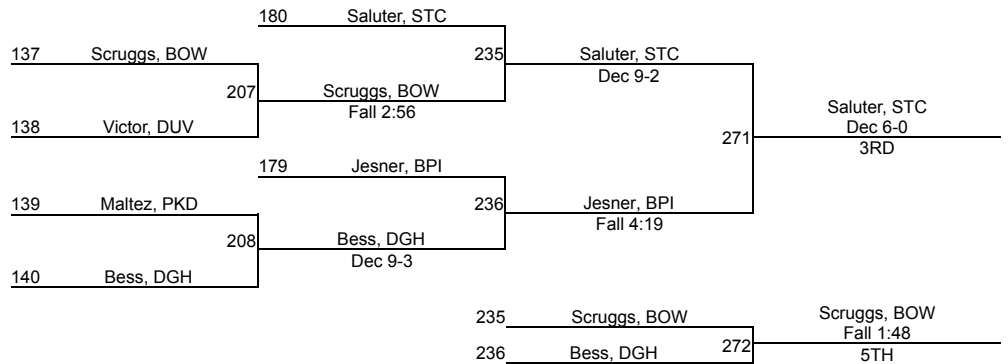 180 Saluter, STC
137 Scruggs, BOW
235 Saluter, STC
Dec 9-2
207 Scruggs, BOW
Fall 2:56
Saluter, STC
138 Victor, DUV
Dec 6-0
271
3RD
179 Jesner, BPI
139 Maltez, PKD
236 Jesner, BPI
Fall 4:19
208 Bess, DGH
Dec 9-3
140 Bess, DGH
235 Scruggs, BOW
Scruggs, BOW
Fall 1:48
236 Bess, DGH
272
5TH